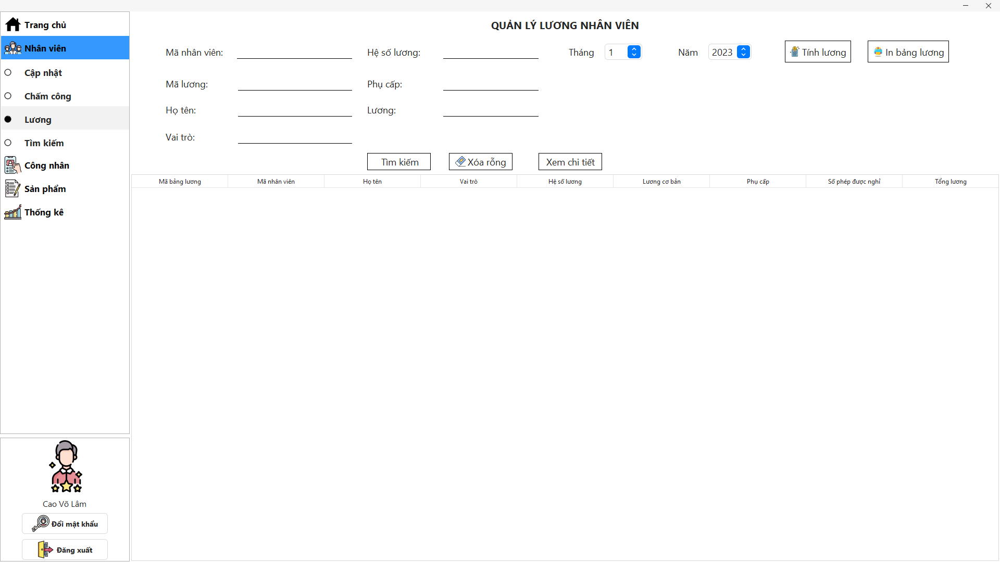 Trang chủ
Nhân viên
Cập nhật
Chấm công
Lương
Tìm kiếm
Công nhân
Sản phẩm
Thống kê
Cao Võ Lâm
Đổi mật khẩu
Đăng xuất
QUẢN LÝ LƯƠNG NHÂN VIÊN
Mã nhân viên: Hệ số lương: Tháng 1 Năm 2023 Tính lương In bảng lương
Mã lương: Phụ cấp:
Họ tên: Lương:
Vai trò:
Tìm kiếm Xóa rỗng Xem chi tiết
Mã bảng lương Mã nhân viên Họ tên Vai trò Hệ số lương Lương cơ bản Phụ cấp Số phép được nghỉ Tổng lương